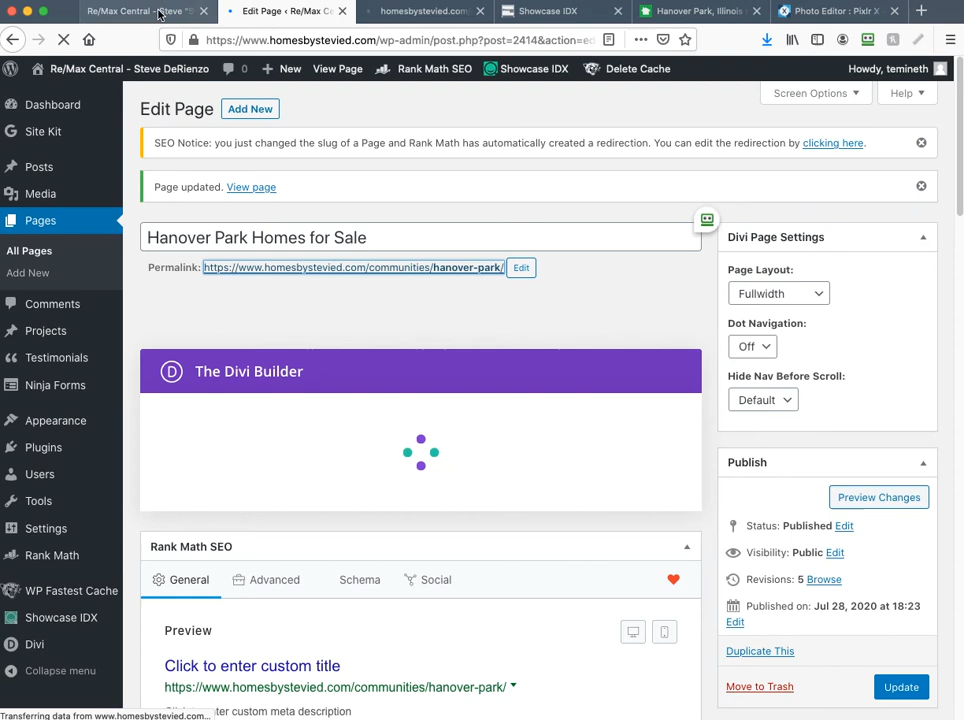 Re/Max Central - Steve "S
Edit Page ‹ Re/Max Ce
homesbystevied.com/
Showcase IDX
Hanover Park, Illinois
Photo Editor : Pixlr X
https://www.homesbystevied.com/wp-admin/post.php?post=2414&action=ed
Re/Max Central - Steve DeRienzo
0
New
View Page
Rank Math SEO
Showcase IDX
Delete Cache
Howdy, temineth
Dashboard
Site Kit
Posts
Media
Pages
All Pages
Add New
Comments
Projects
Testimonials
Ninja Forms
Appearance
Plugins
Users
Tools
Settings
Rank Math
WP Fastest Cache
Showcase IDX
Divi
Collapse menu
Screen Options
Help
Edit Page
Add New
SEO Notice: you just changed the slug of a Page and Rank Math has automatically created a redirection. You can edit the redirection by clicking here.
Page updated. View page
Hanover Park Homes for Sale
Permalink: https://www.homesbystevied.com/communities/hanover-park/ Edit
D The Divi Builder
Rank Math SEO
General
Advanced
Schema
Social
Preview
Click to enter custom title
https://www.homesbystevied.com/communities/hanover-park/
enter custom meta description
Divi Page Settings
Page Layout:
Fullwidth
Dot Navigation:
Off
Hide Nav Before Scroll:
Default
Publish
Preview Changes
Status: Published Edit
Visibility: Public Edit
Revisions: 5 Browse
Published on: Jul 28, 2020 at 18:23
Edit
Duplicate This
Move to Trash
Update
Transferring data from www.homesbystevied.com...